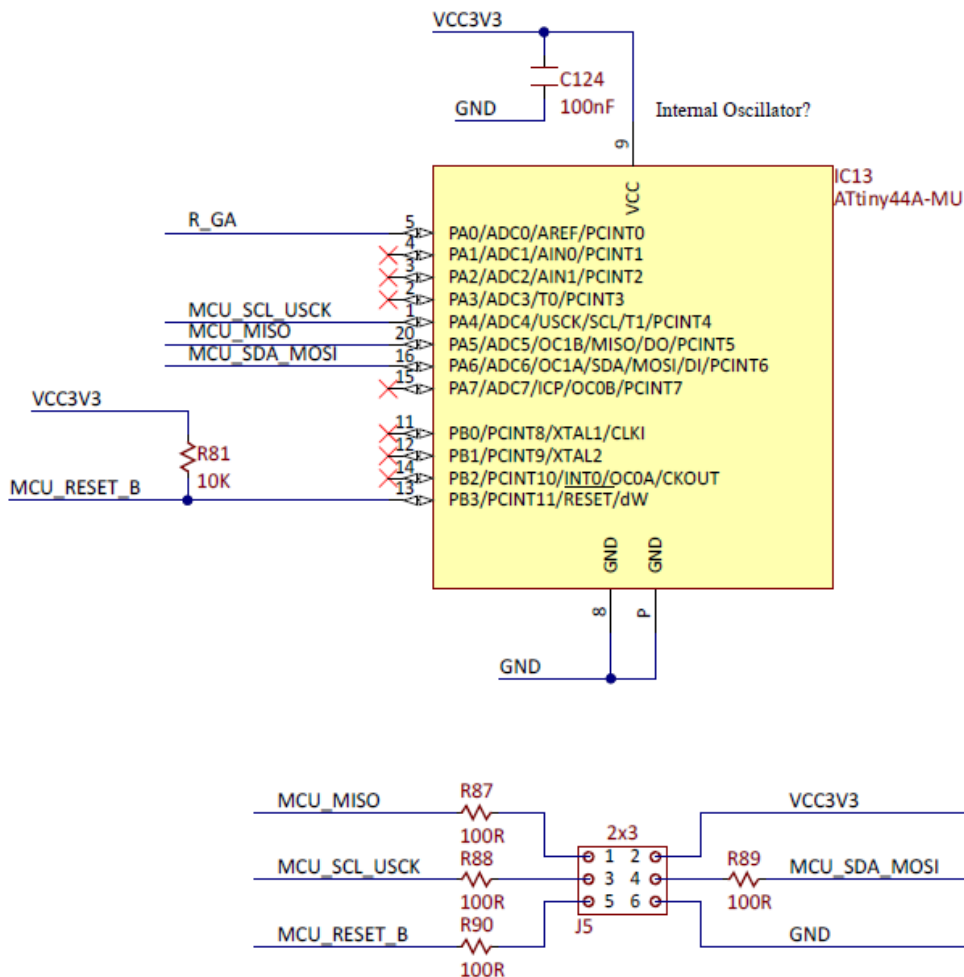 VCC3V3
C124
100nF
GND
Internal Oscillator?
9
VCC
IC13
ATtiny44A-MU
R_GA
5
PA0/ADC0/AREF/PCINT0
4
PA1/ADC1/AIN0/PCINT1
3
PA2/ADC2/AIN1/PCINT2
2
PA3/ADC3/T0/PCINT3
MCU_SCL_USCK
1
PA4/ADC4/USCK/SCL/T1/PCINT4
MCU_MISO
20
PA5/ADC5/OC1B/MISO/DO/PCINT5
MCU_SDA_MOSI
16
PA6/ADC6/OC1A/SDA/MOSI/DI/PCINT6
15
PA7/ADC7/ICP/OC0B/PCINT7
VCC3V3
R81
10K
11
PB0/PCINT8/XTAL1/CLKI
12
PB1/PCINT9/XTAL2
14
PB2/PCINT10/INT0/OC0A/CKOUT
MCU_RESET_B
13
PB3/PCINT11/RESET/dW
GND
GND
8
P
GND
MCU_MISO
R87
100R
VCC3V3
2x3
1 2
MCU_SCL_USCK
R88
100R
3 4
R89
100R
MCU_SDA_MOSI
5 6
J5
MCU_RESET_B
R90
100R
GND